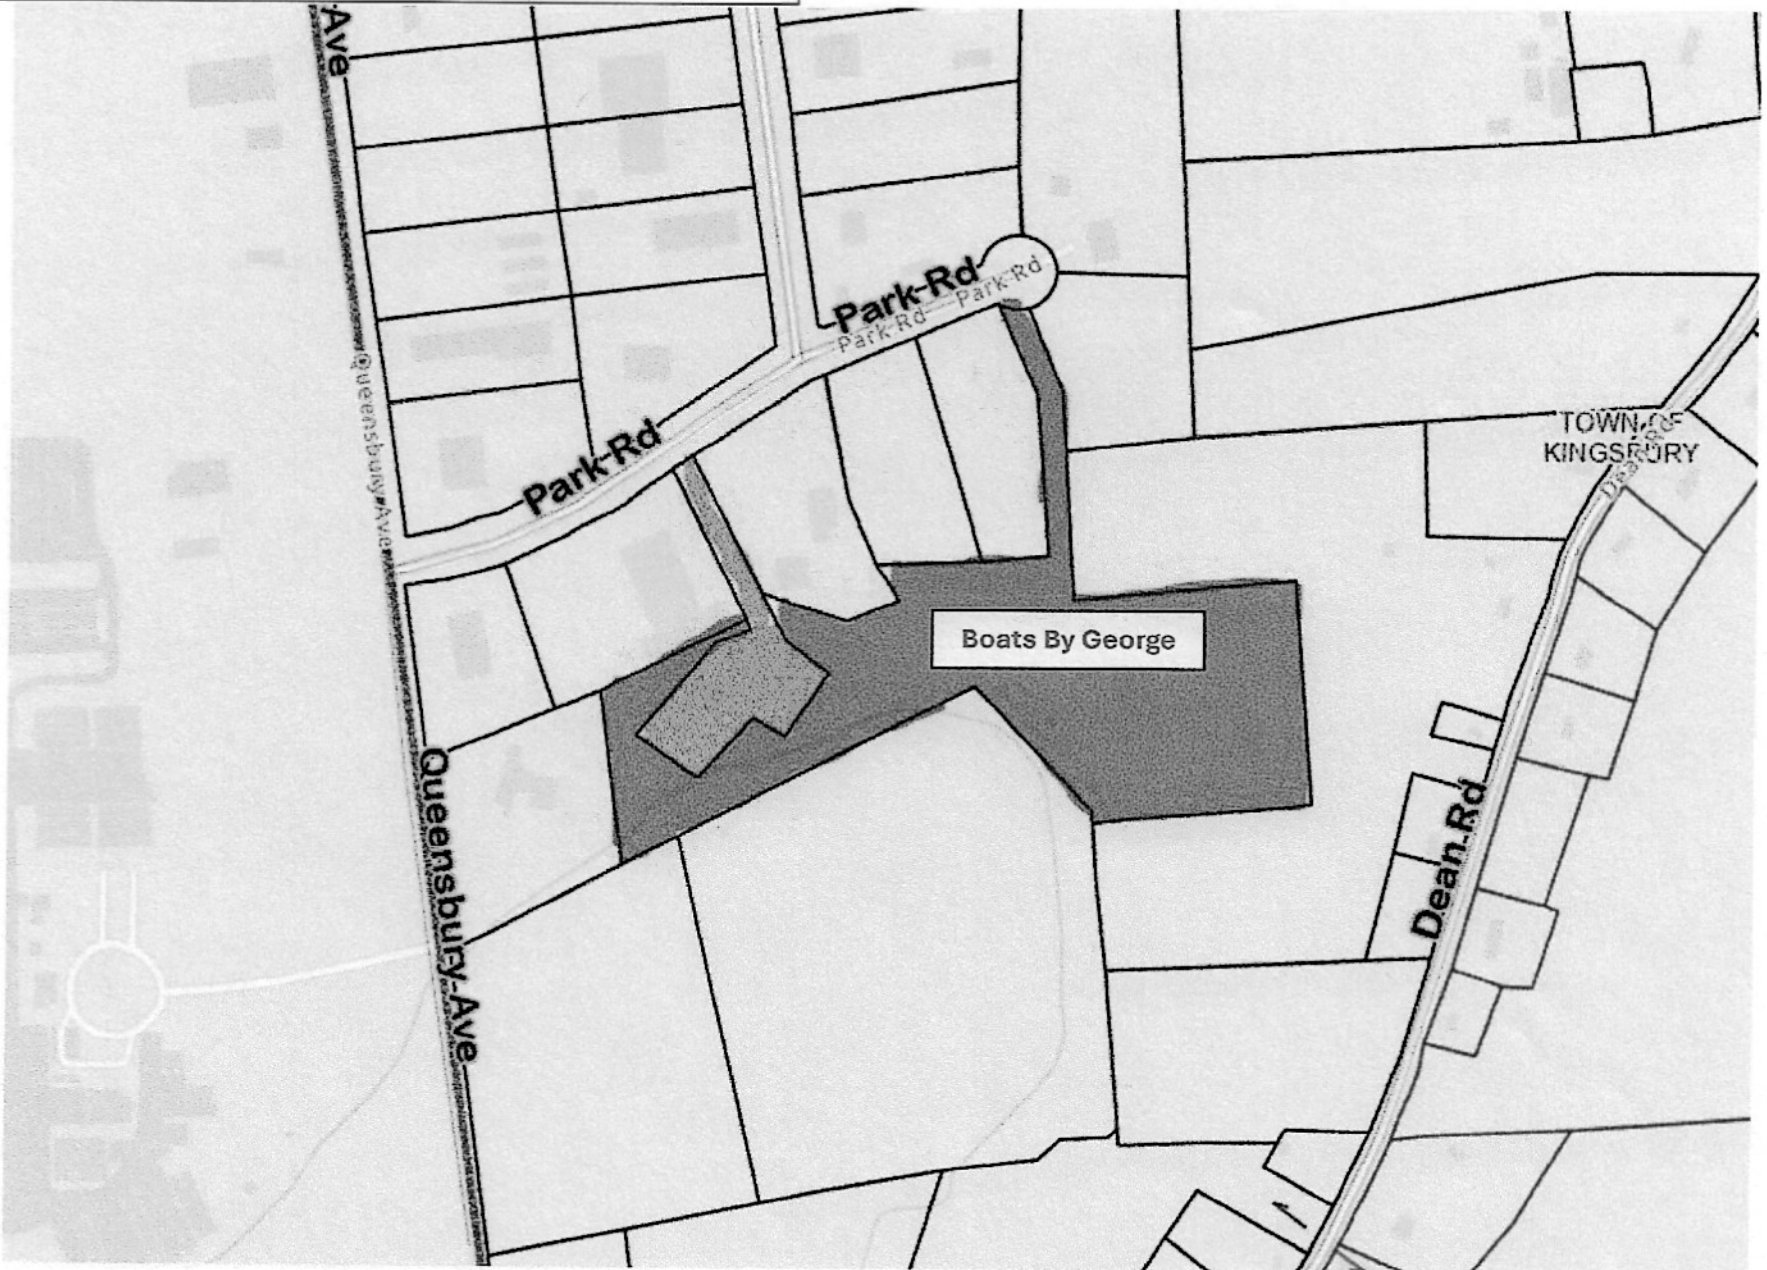 Ave
Park Rd
Park Rd
Park Rd
Queensbury Ave
Park Rd
TOWN OF
KINGSBURY
Dean Rd
Boats By George
Queensbury Ave
Dean Rd